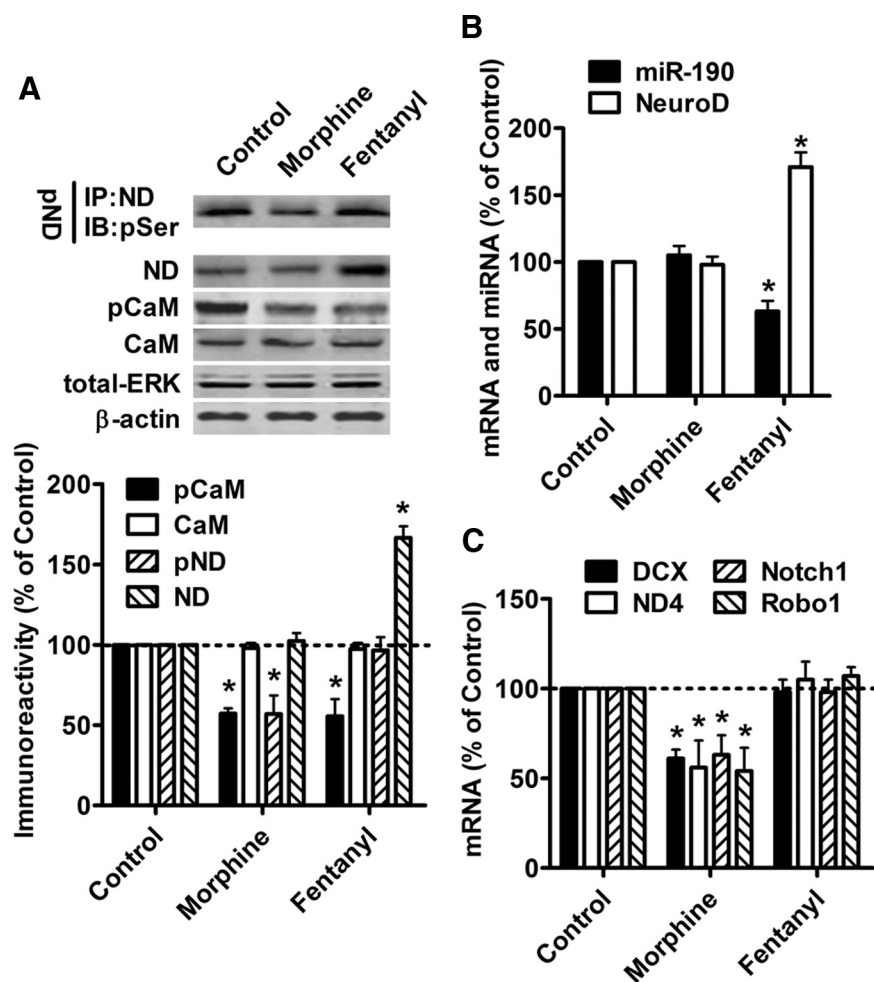 A
Control
Morphine
Fentanyl
pND
IP:ND
IB:pSer
ND
pCaM
CaM
total-ERK
β-actin
Immunoreactivity (% of Control)
200
150
100
50
0
pCaM
CaM
pND
ND
*
*
*
*
Control
Morphine
Fentanyl
B
miR-190
NeuroD
mRNA and miRNA (% of Control)
200
150
100
50
0
*
*
Control
Morphine
Fentanyl
C
DCX
Notch1
ND4
Robo1
mRNA (% of Control)
150
100
50
0
* * * *
Control
Morphine
Fentanyl